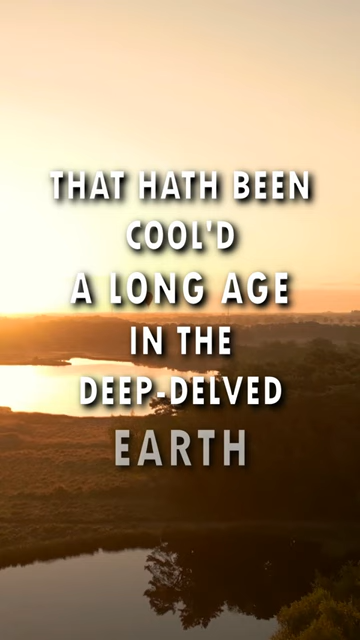 THAT HATH BEEN
COOL'D
A LONG AGE
IN THE
DEEP-DELVED
EARTH